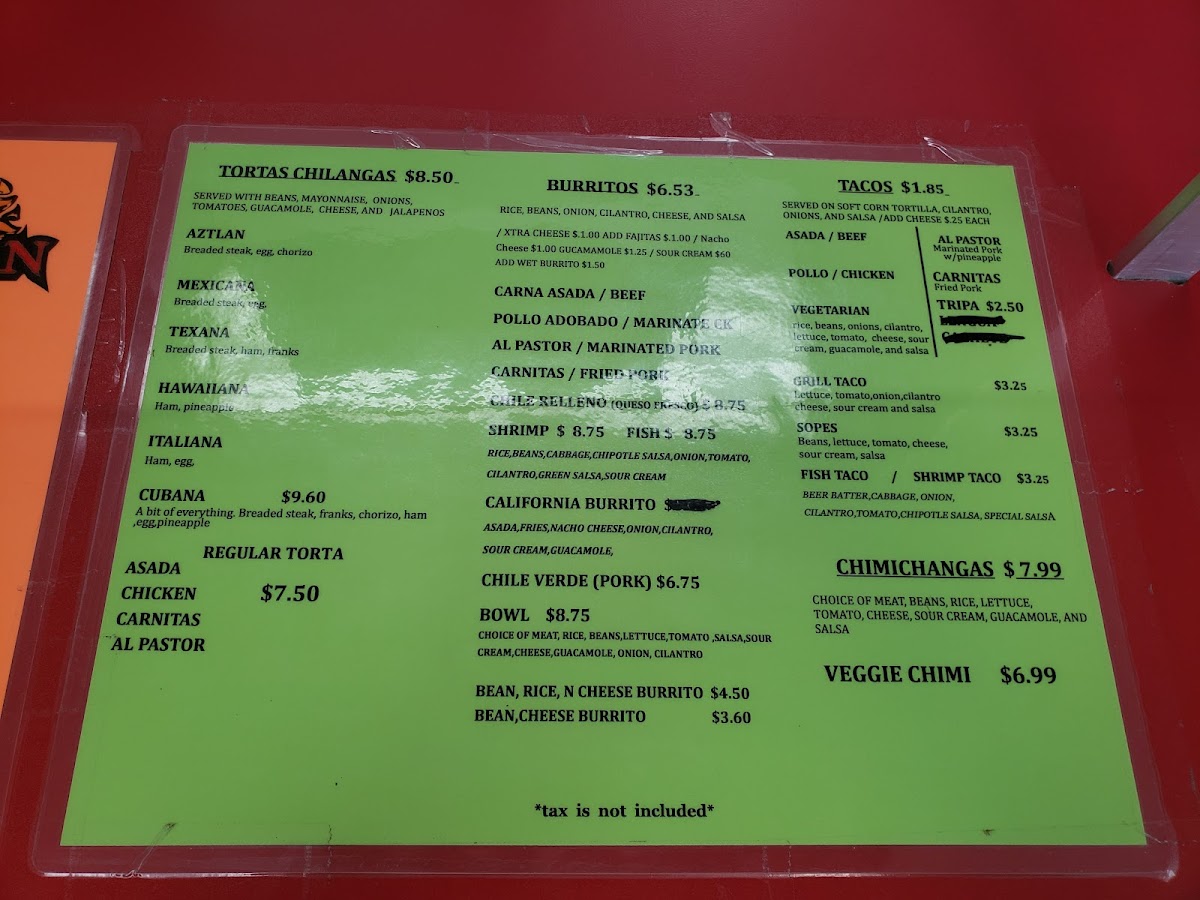 N
TORTAS CHILANGAS $8.50
SERVED WITH BEANS, MAYONNAISE, ONIONS,
TOMATOES, GUACAMOLE, CHEESE, AND JALAPENOS
AZTLAN
Breaded steak, egg, chorizo
MEXICANA
Breaded steak, veg,
TEXANA
Breaded steak, ham, franks
HAWAIIANA
Ham, pineapple
ITALIANA
Ham, egg,
CUBANA $9.60
A bit of everything. Breaded steak, franks, chorizo, ham
,egg,pineapple
REGULAR TORTA
ASADA
CHICKEN $7.50
CARNITAS
AL PASTOR
BURRITOS $6.53
RICE, BEANS, ONION, CILANTRO, CHEESE, AND SALSA
/ XTRA CHEESE $.1.00 ADD FAJITAS $.1.00 / Nacho
Cheese $1.00 GUCAMAMOLE $1.25 / SOUR CREAM $60
ADD WET BURRITO $1.50
CARNA ASADA / BEEF
POLLO ADOBADO / MARINATE CK
AL PASTOR / MARINATED PORK
CARNITAS / FRIED PORK
CHILE RELLENO (QUESO FRESCO) $ 8.75
SHRIMP $ 8.75 FISH $ 8.75
RICE,BEANS,CABBAGE,CHIPOTLE SALSA,ONION,TOMATO,
CILANTRO,GREEN SALSA,SOUR CREAM
CALIFORNIA BURRITO
ASADA,FRIES,NACHO CHEESE,ONION,CILANTRO,
SOUR CREAM,GUACAMOLE,
CHILE VERDE (PORK) $6.75
BOWL $8.75
CHOICE OF MEAT, RICE, BEANS,LETTUCE,TOMATO ,SALSA,SOUR
CREAM,CHEESE,GUACAMOLE, ONION, CILANTRO
BEAN, RICE, N CHEESE BURRITO $4.50
BEAN,CHEESE BURRITO $3.60
TACOS $1.85
SERVED ON SOFT CORN TORTILLA, CILANTRO,
ONIONS, AND SALSA /ADD CHEESE $.25 EACH
ASADA / BEEF
POLLO / CHICKEN
VEGETARIAN
rice, beans, onions, cilantro,
lettuce, tomato, cheese, sour
cream, guacamole, and salsa
AL PASTOR
Marinated Pork
w/pineapple
CARNITAS
Fried Pork
TRIPA $2.50
GRILL TACO $3.25
Lettuce, tomato,onion,cilantro
cheese, sour cream and salsa
SOPES $3.25
Beans, lettuce, tomato, cheese,
sour cream, salsa
FISH TACO / SHRIMP TACO $3.25
BEER BATTER,CABBAGE, ONION,
CILANTRO,TOMATO,CHIPOTLE SALSA, SPECIAL SALSA
CHIMICHANGAS $ 7.99
CHOICE OF MEAT, BEANS, RICE, LETTUCE,
TOMATO, CHEESE, SOUR CREAM, GUACAMOLE, AND
SALSA
VEGGIE CHIMI $6.99
*tax is not included*